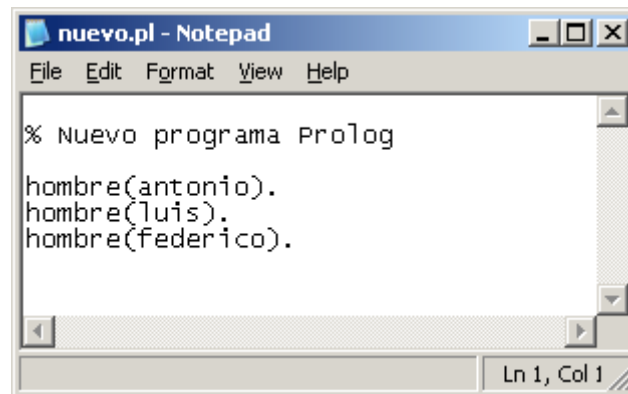 nuevo.pl - Notepad
File Edit Format View Help
% Nuevo programa Prolog
hombre(antonio).
hombre(luis).
hombre(federico).
Ln 1, Col 1